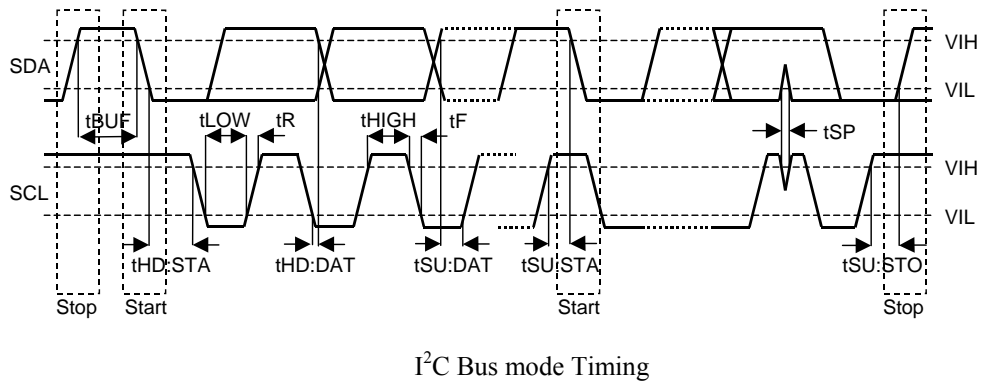 VIH
SDA
VIL
tBUF tLOW tR tHIGH tF tSP
VIH
SCL
VIL
tHD:STA tHD:DAT tSU:DAT tSU:STA tSU:STO
Stop Start Start Stop
I²C Bus mode Timing